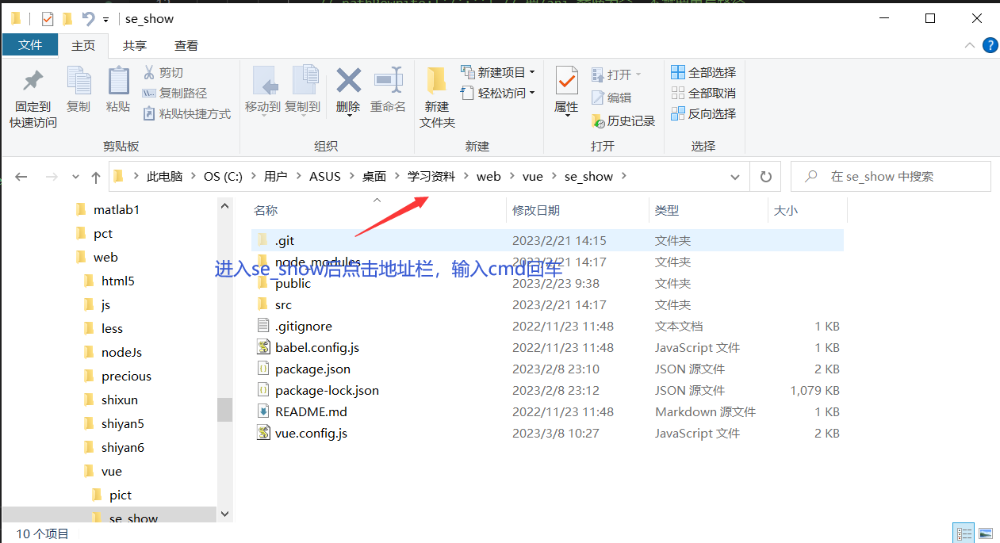 se_show
文件 主页 共享 查看
固定到 快速访问
复制
粘贴
剪切
复制路径
粘贴快捷方式
剪贴板
移动到 复制到 删除 重命名
组织
新建 文件夹
新建项目
轻松访问
新建
属性
打开
编辑
历史记录
打开
全部选择
全部取消
反向选择
选择
此电脑 > OS (C:) > 用户 > ASUS > 桌面 > 学习资料 > web > vue > se_show >
在 se_show 中搜索
matlab1
pct
web
html5
js
less
nodeJs
precious
shixun
shiyan5
shiyan6
vue
pict
se_show
名称 修改日期 类型 大小
.git 2023/2/21 14:15 文件夹
node_modules 2023/2/21 14:17 文件夹
进入se_show后点击地址栏，输入cmd回车
public 2023/2/23 9:38 文件夹
src 2023/2/21 14:17 文件夹
.gitignore 2022/11/23 11:48 文本文档 1 KB
babel.config.js 2022/11/23 11:48 JavaScript 文件 1 KB
package.json 2023/2/8 23:10 JSON 源文件 2 KB
package-lock.json 2023/2/8 23:12 JSON 源文件 1,079 KB
README.md 2022/11/23 11:48 Markdown 源文件 1 KB
vue.config.js 2023/3/8 10:27 JavaScript 文件 2 KB
10 个项目